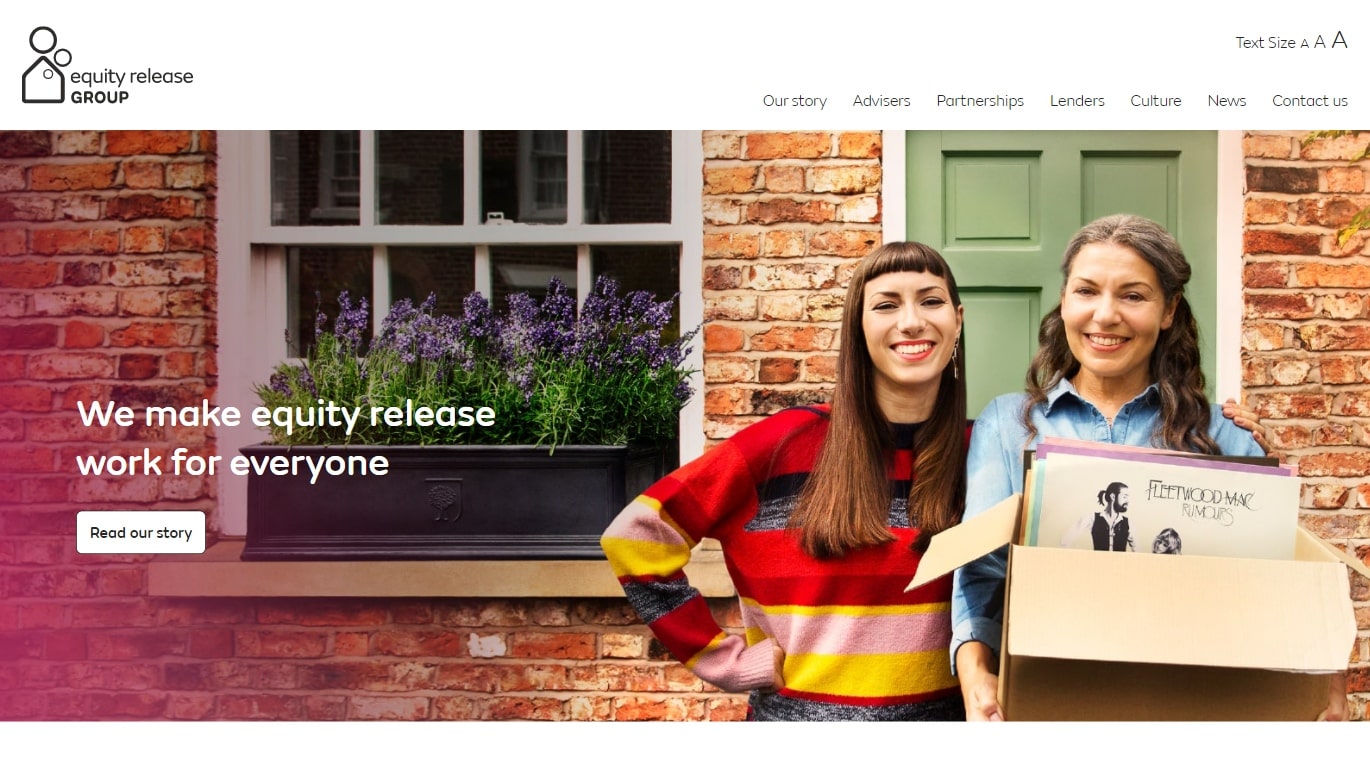 equity release
GROUP
Text Size A A A
Our story Advisers Partnerships Lenders Culture News Contact us
We make equity release
work for everyone
Read our story
FLEETWOOD MAC
RUMOURS